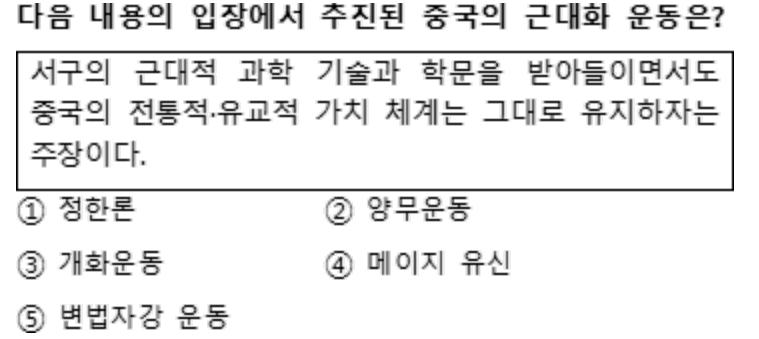 다음 내용의 입장에서 추진된 중국의 근대화 운동은?
서구의 근대적 과학 기술과 학문을 받아들이면서도
중국의 전통적·유교적 가치 체계는 그대로 유지하자는
주장이다.
① 정한론 ② 양무운동
③ 개화운동 ④ 메이지 유신
⑤ 변법자강 운동